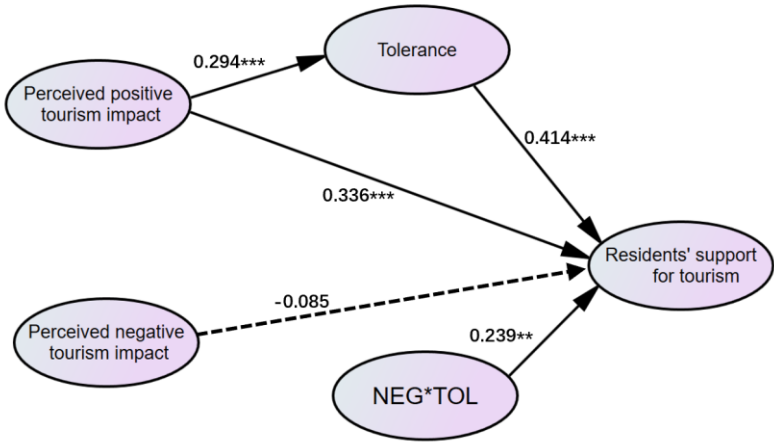 Tolerance
0.294***
Perceived positive
tourism impact
0.414***
0.336***
Residents' support
for tourism
-0.085
Perceived negative
tourism impact
0.239**
NEG*TOL